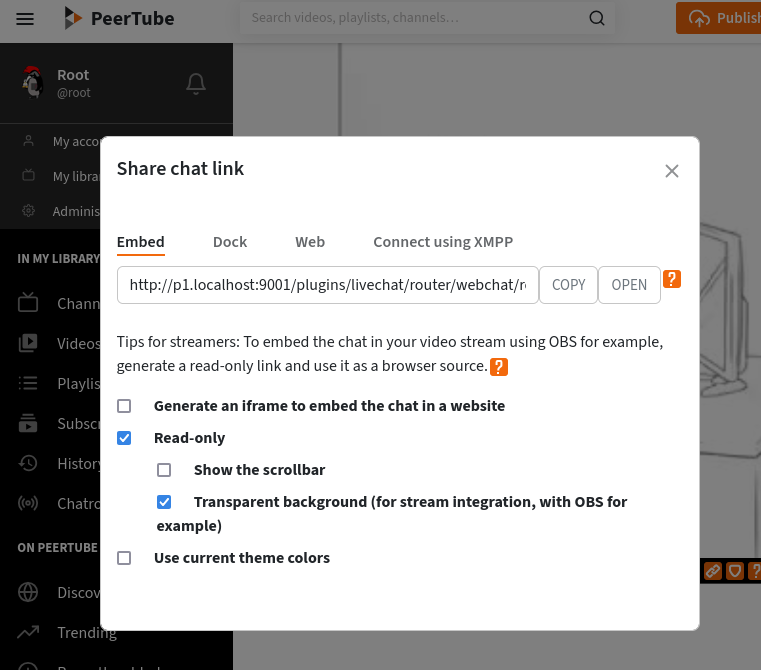 PeerTube
Search videos, playlists, channels…
Publish
Root
@root
My acco
My libra
Adminis
IN MY LIBRARY
Chann
Videos
Playlis
Subsc
History
Chatro
ON PEERTUBE
Discov
Trending
Share chat link
Embed Dock Web Connect using XMPP
http://p1.localhost:9001/plugins/livechat/router/webchat/r
COPY
OPEN
?
Tips for streamers: To embed the chat in your video stream using OBS for example,
generate a read-only link and use it as a browser source. ?
Generate an iframe to embed the chat in a website
Read-only
Show the scrollbar
Transparent background (for stream integration, with OBS for
example)
Use current theme colors
?